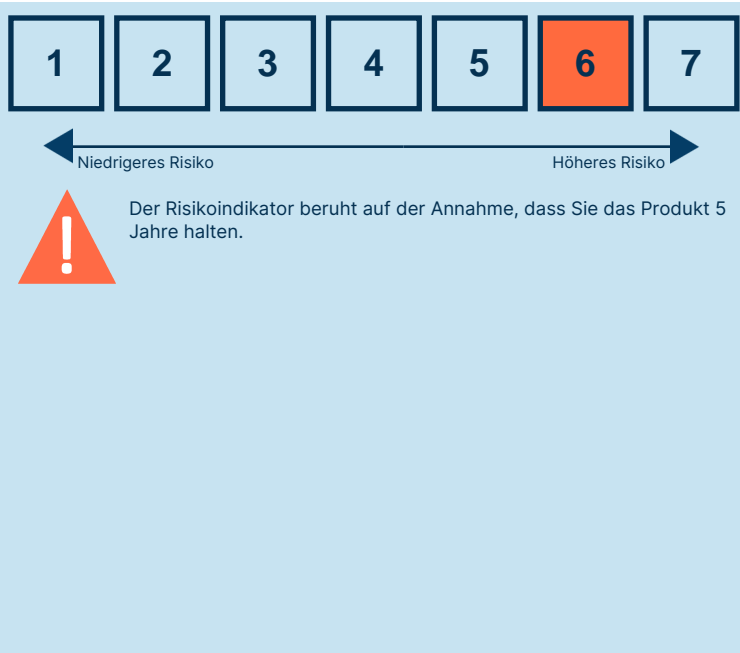 1 2 3 4 5 6 7
Niedrigeres Risiko Höheres Risiko
!
Der Risikoindikator beruht auf der Annahme, dass Sie das Produkt 5
Jahre halten.